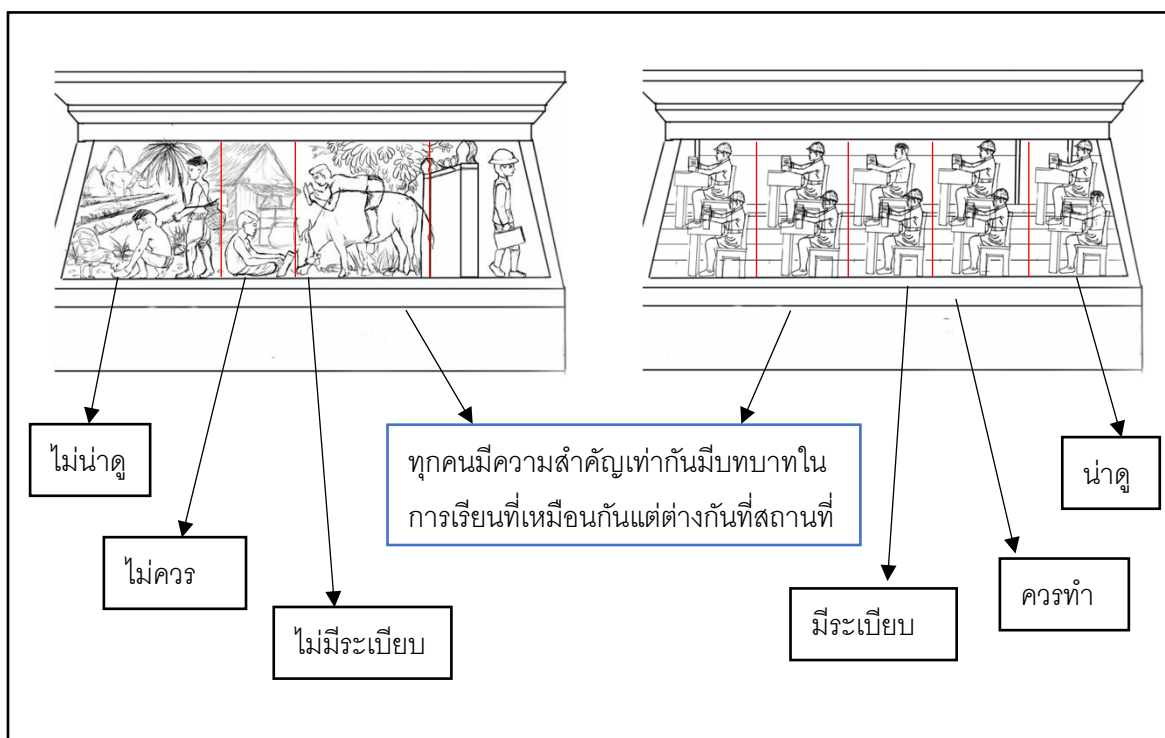 ไม่น่าดู
ทุกคนมีความสำคัญเท่ากันมีบทบาทใน
การเรียนที่เหมือนกันแต่ต่างกันที่สถานที่
น่าดู
ไม่ควร
ไม่มีระเบียบ
มีระเบียบ
ควรทำ